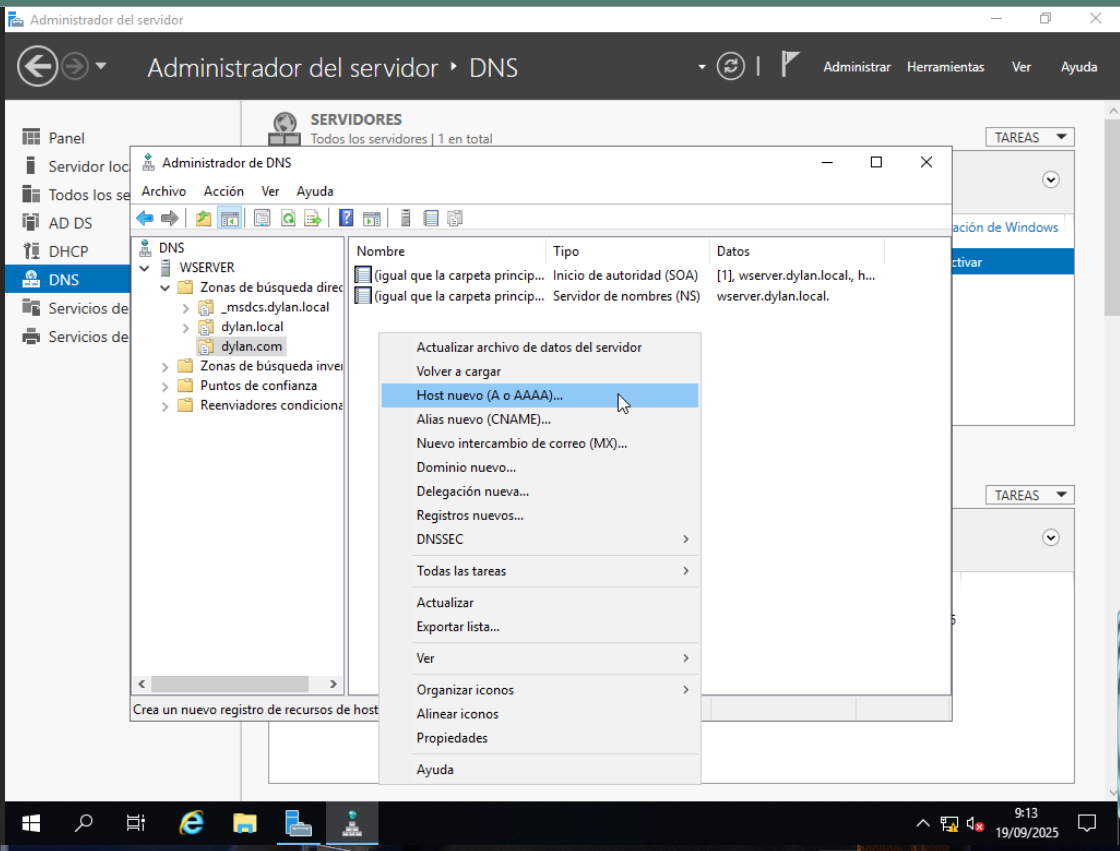 Administrador del servidor
Administrador del servidor ‣ DNS
Administrar Herramientas Ver Ayuda
Panel
Servidor loc
Todos los se
AD DS
DHCP
DNS
Servicios de
Servicios de
SERVIDORES
Todos los servidores | 1 en total
TAREAS
ación de Windows
ctivar
TAREAS
Administrador de DNS
Archivo Acción Ver Ayuda
DNS
WSERVER
Zonas de búsqueda direc
_msdcs.dylan.local
dylan.local
dylan.com
Zonas de búsqueda inver
Puntos de confianza
Reenviadores condiciona
Nombre Tipo Datos
(igual que la carpeta princip... Inicio de autoridad (SOA) [1], wserver.dylan.local., h...
(igual que la carpeta princip... Servidor de nombres (NS) wserver.dylan.local.
Actualizar archivo de datos del servidor
Volver a cargar
Host nuevo (A o AAAA)...
Alias nuevo (CNAME)...
Nuevo intercambio de correo (MX)...
Dominio nuevo...
Delegación nueva...
Registros nuevos...
DNSSEC
Todas las tareas
Actualizar
Exportar lista...
Ver
Organizar iconos
Alinear iconos
Propiedades
Ayuda
Crea un nuevo registro de recursos de host
9:13
19/09/2025